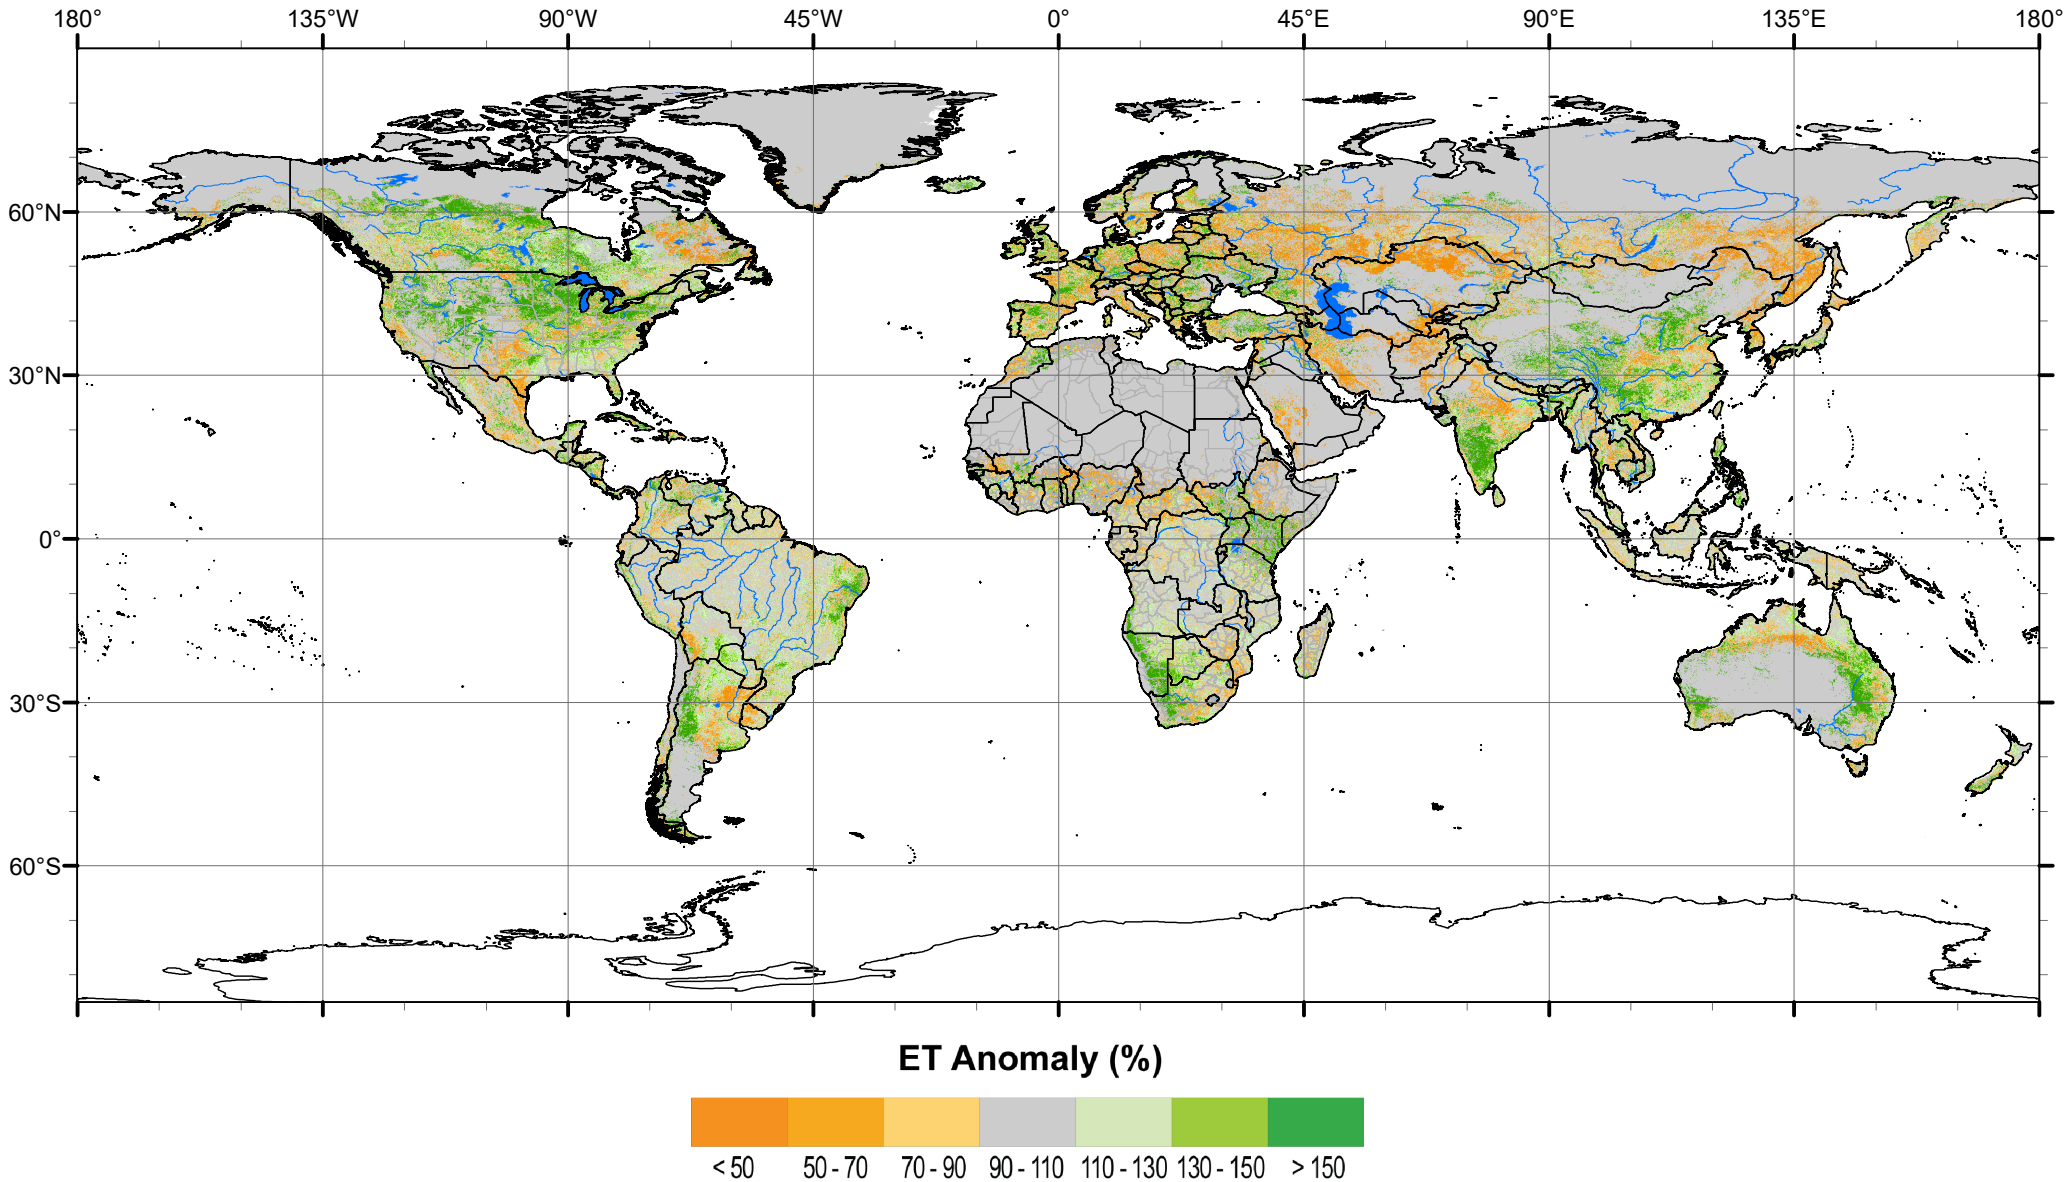 180° 135°W 90°W 45°W 0° 45°E 90°E 135°E 180°
60°N
30°N
0°
30°S
60°S
ET Anomaly (%)
< 50 50 - 70 70 - 90 90 - 110 110 - 130 130 - 150 > 150